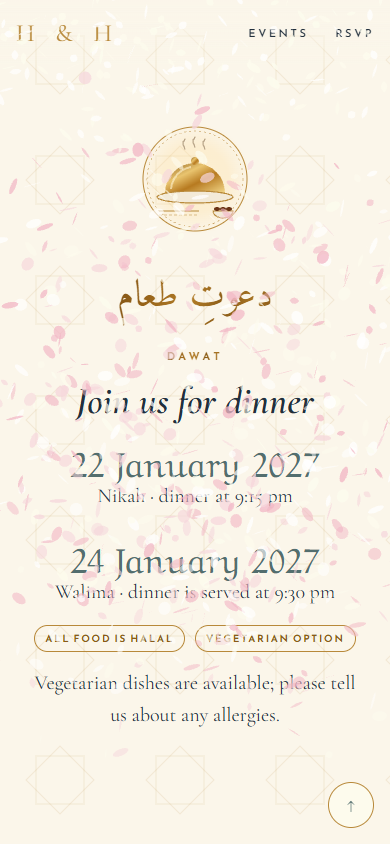 H & H
EVENTS RSVP
دعوتِ طعام
DAWAT
Join us for dinner
22 January 2027
Nikah · dinner at 9:15 pm
24 January 2027
Walima · dinner is served at 9:30 pm
ALL FOOD IS HALAL VEGETARIAN OPTION
Vegetarian dishes are available; please tell
us about any allergies.
↑